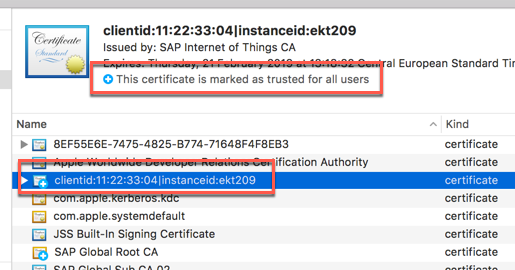 Certificate
Standard
clientid:11:22:33:04|instanceid:ekt209
Issued by: SAP Internet of Things CA
Expires: Thursday, 21 February 2019 at 13:18:32 Central European Standard Tim
This certificate is marked as trusted for all users
Name
Kind
8EF55E6E-7475-4825-B774-71648F4F8EB3
certificate
Apple Worldwide Developer Relations Certification Authority
certificate
clientid:11:22:33:04|instanceid:ekt209
certificate
com.apple.kerberos.kdc
certificate
com.apple.systemdefault
certificate
JSS Built-In Signing Certificate
certificate
SAP Global Root CA
certificate
SAP Global Sub CA 02
certificate